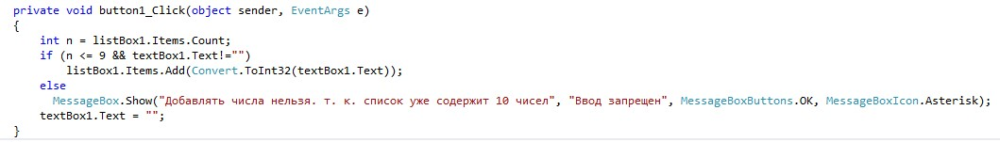 private void button1_Click(object sender, EventArgs e)
{
int n = listBox1.Items.Count;
if (n <= 9 && textBox1.Text!="")
listBox1.Items.Add(Convert.ToInt32(textBox1.Text));
else
MessageBox.Show("Добавлять числа нельзя. т. к. список уже содержит 10 чисел", "Ввод запрещен", MessageBoxButtons.OK, MessageBoxIcon.Asterisk);
textBox1.Text = "";
}